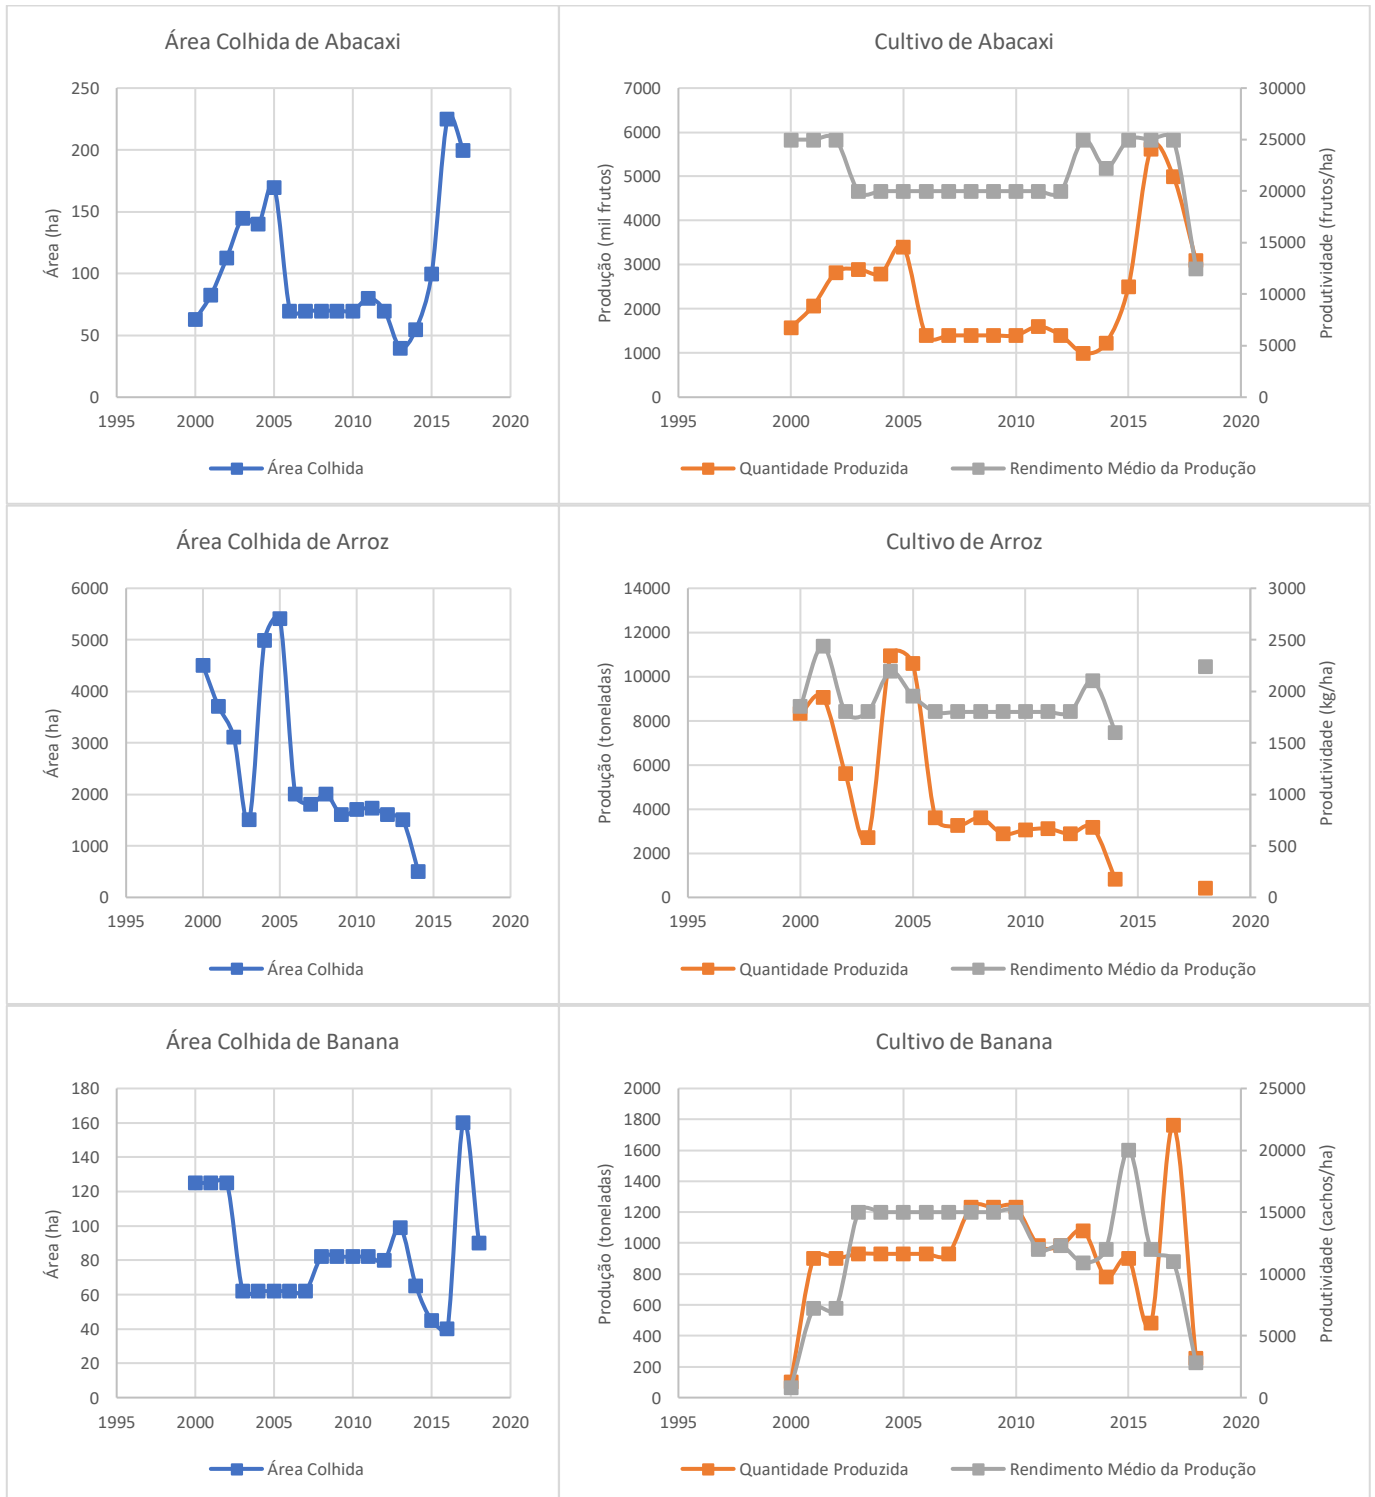 Área Colhida de Abacaxi
250
200
150
100
50
0
Área (ha)
1995 2000 2005 2010 2015 2020
Área Colhida
Cultivo de Abacaxi
7000
6000
5000
4000
3000
2000
1000
0
Produção (mil frutos)
30000
25000
20000
15000
10000
5000
0
Produtividade (frutos/ha)
1995 2000 2005 2010 2015 2020
Quantidade Produzida Rendimento Médio da Produção
Área Colhida de Arroz
6000
5000
4000
3000
2000
1000
0
Área (ha)
1995 2000 2005 2010 2015 2020
Área Colhida
Cultivo de Arroz
14000
12000
10000
8000
6000
4000
2000
0
Produção (toneladas)
3000
2500
2000
1500
1000
500
0
Produtividade (kg/ha)
1995 2000 2005 2010 2015 2020
Quantidade Produzida Rendimento Médio da Produção
Área Colhida de Banana
180
160
140
120
100
80
60
40
20
0
Área (ha)
1995 2000 2005 2010 2015 2020
Área Colhida
Cultivo de Banana
2000
1800
1600
1400
1200
1000
800
600
400
200
0
Produção (toneladas)
25000
20000
15000
10000
5000
0
Produtividade (cachos/ha)
1995 2000 2005 2010 2015 2020
Quantidade Produzida Rendimento Médio da Produção